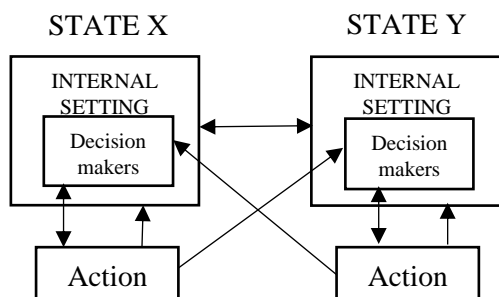 STATE X
STATE Y
INTERNAL
SETTING
Decision
makers
INTERNAL
SETTING
Decision
makers
Action
Action